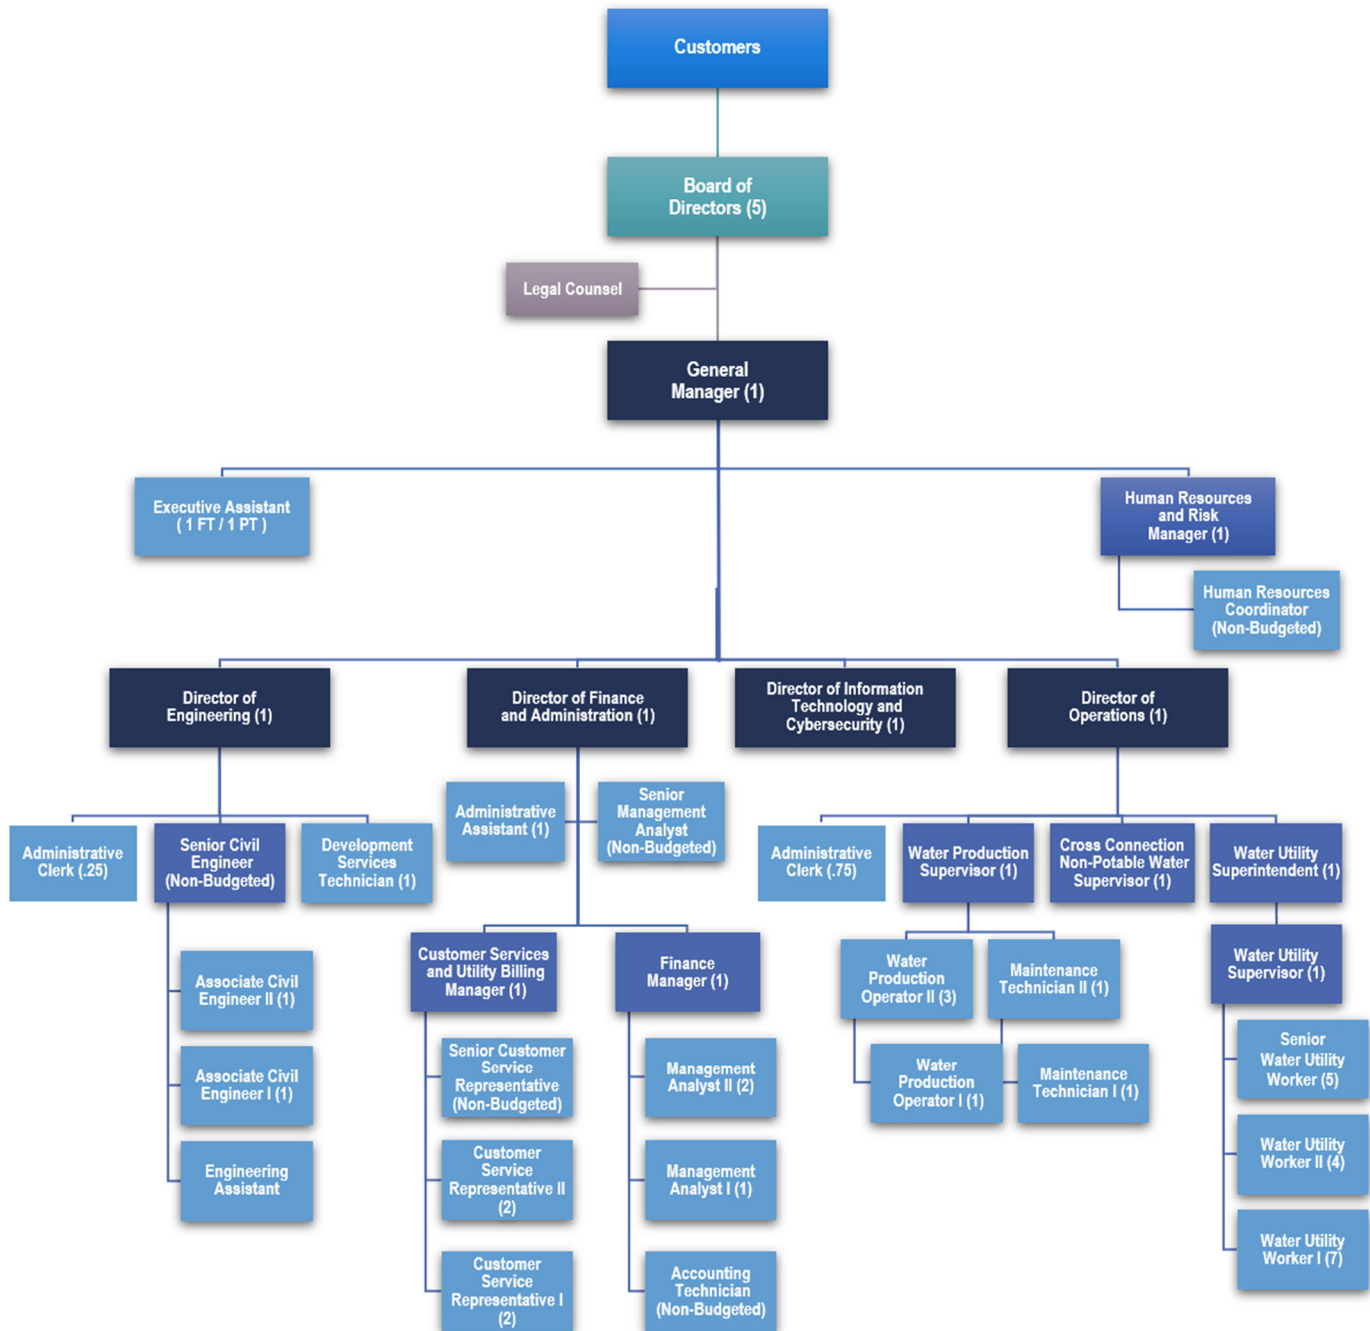 Customers
Board of
Directors (5)
Legal Counsel
General
Manager (1)
Executive Assistant
( 1 FT / 1 PT )
Human Resources
and Risk
Manager (1)
Human Resources
Coordinator
(Non-Budgeted)
Director of
Engineering (1)
Director of Finance
and Administration (1)
Director of Information
Technology and
Cybersecurity (1)
Director of
Operations (1)
Administrative
Clerk (.25)
Senior Civil
Engineer
(Non-Budgeted)
Development
Services
Technician (1)
Associate Civil
Engineer II (1)
Associate Civil
Engineer I (1)
Engineering
Assistant
Administrative
Assistant (1)
Senior
Management
Analyst
(Non-Budgeted)
Customer Services
and Utility Billing
Manager (1)
Finance
Manager (1)
Senior Customer
Service
Representative
(Non-Budgeted)
Customer
Service
Representative II
(2)
Customer
Service
Representative I
(2)
Management
Analyst II (2)
Management
Analyst I (1)
Accounting
Technician
(Non-Budgeted)
Administrative
Clerk (.75)
Water Production
Supervisor (1)
Cross Connection
Non-Potable Water
Supervisor (1)
Water Utility
Superintendent (1)
Water
Production
Operator II (3)
Maintenance
Technician II (1)
Water
Production
Operator I (1)
Maintenance
Technician I (1)
Water Utility
Supervisor (1)
Senior
Water Utility
Worker (5)
Water Utility
Worker II (4)
Water Utility
Worker I (7)